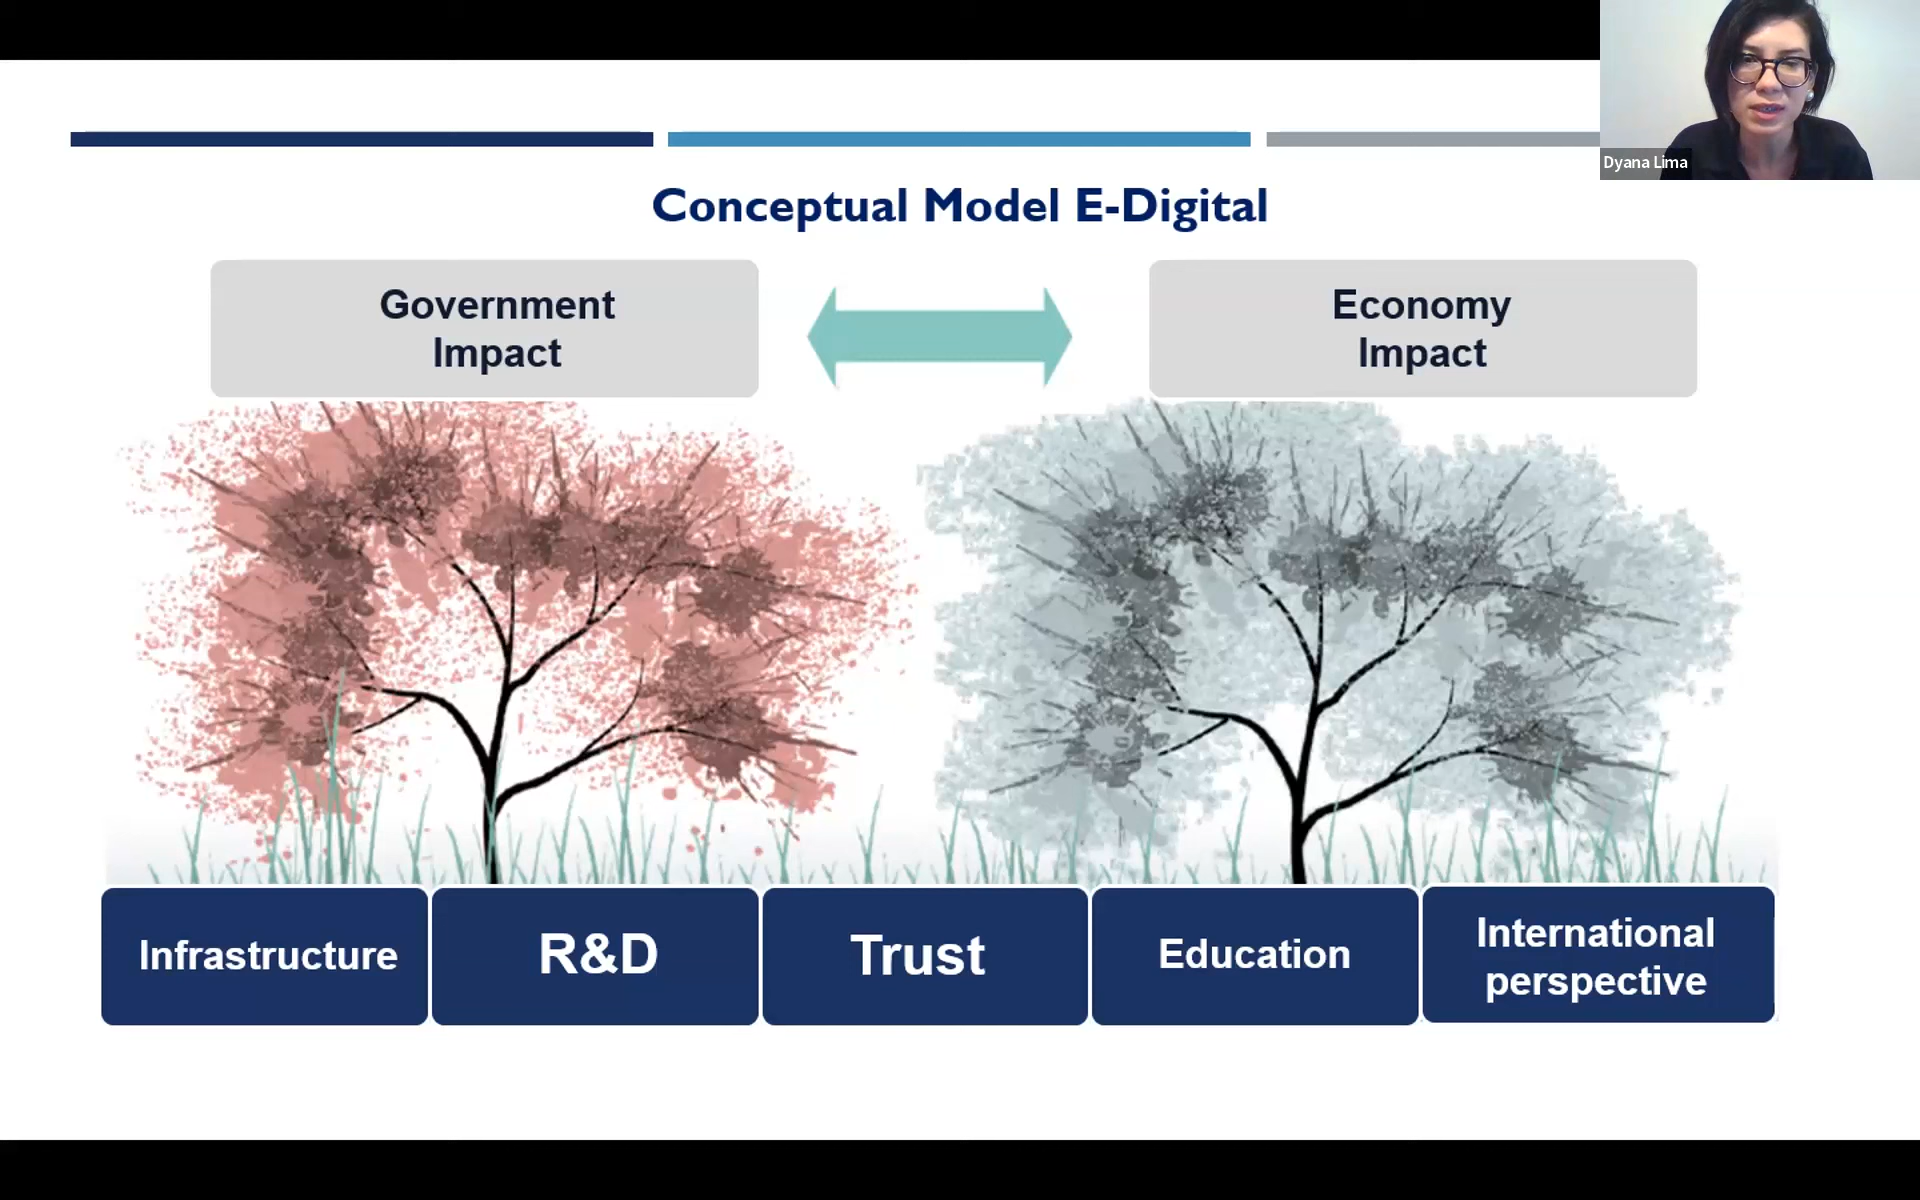 Dyana Lima
Conceptual Model E-Digital
Government
Impact
Economy
Impact
Infrastructure
R&D
Trust
Education
International
perspective